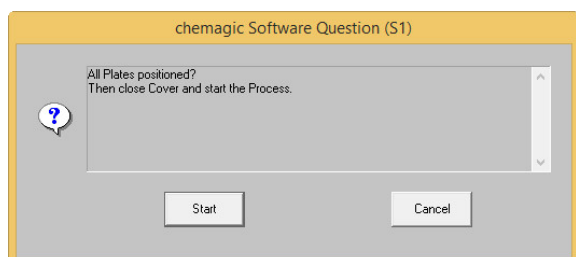 chemagic Software Question (S1)
All Plates positioned?
Then close Cover and start the Process.
Start
Cancel